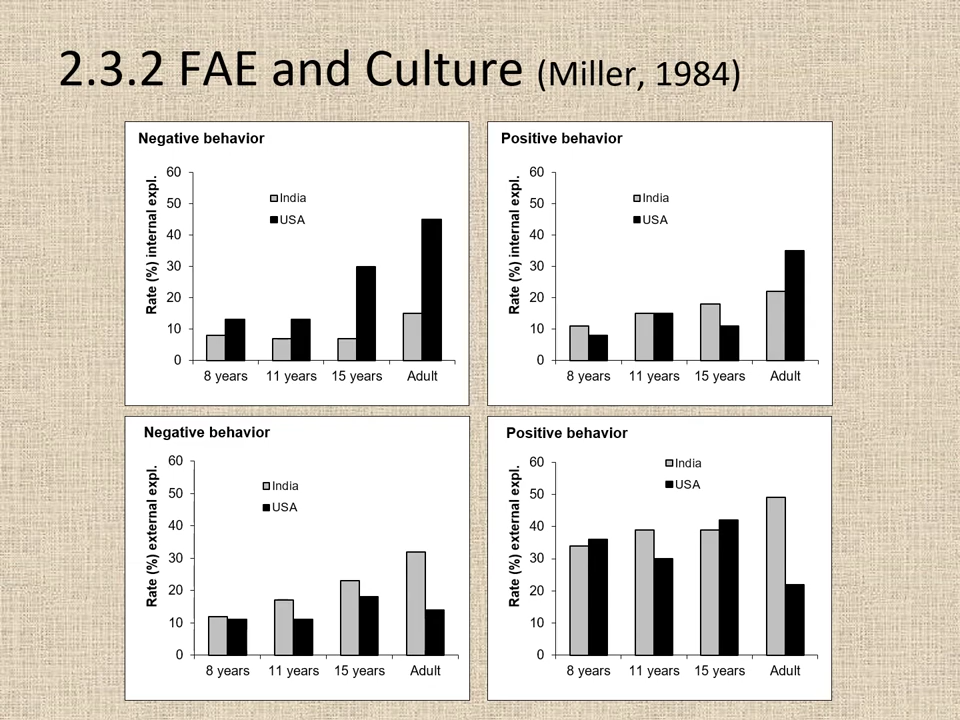 2.3.2 FAE and Culture (Miller, 1984)
Negative behavior
Rate (%) internal expl.
60
50
40
30
20
10
0
India
USA
8 years 11 years 15 years Adult
Positive behavior
Rate (%) internal expl.
60
50
40
30
20
10
0
India
USA
8 years 11 years 15 years Adult
Negative behavior
Rate (%) external expl.
60
50
40
30
20
10
0
India
USA
8 years 11 years 15 years Adult
Positive behavior
Rate (%) external expl.
60
50
40
30
20
10
0
India
USA
8 years 11 years 15 years Adult